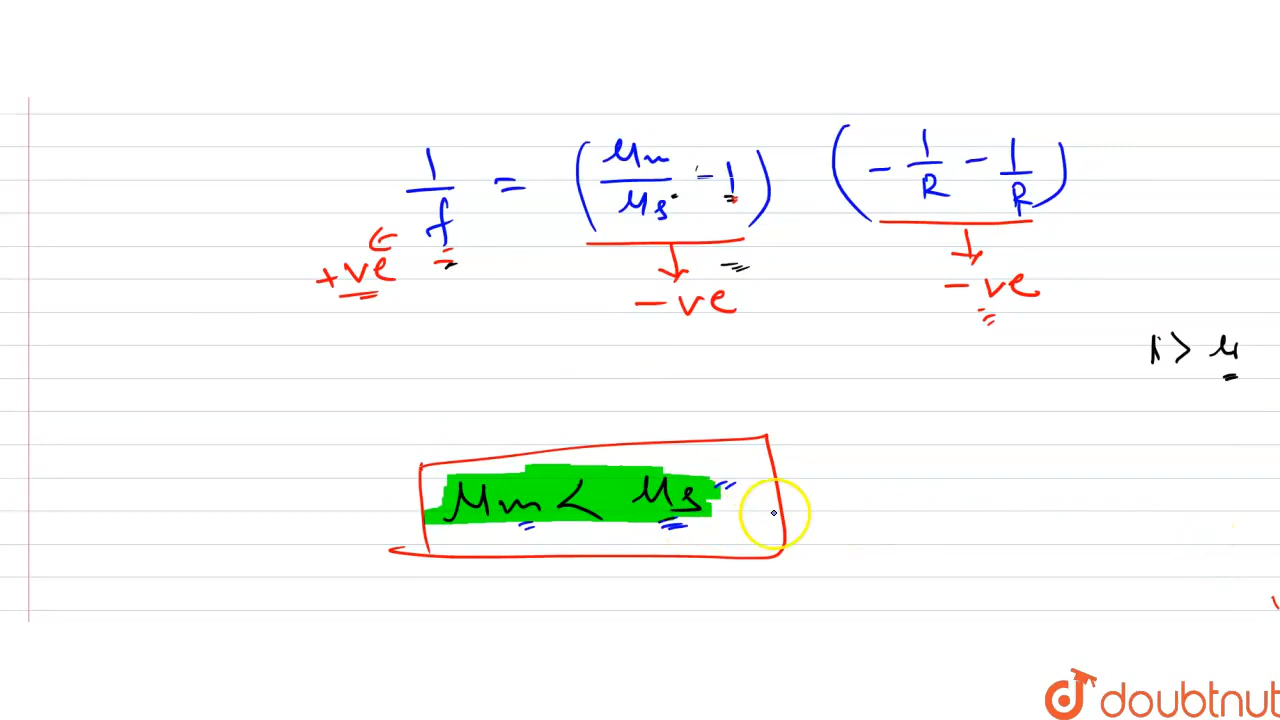 1/f = (μm/μs - 1) (- 1/R - 1/R)
+ve
-ve
-ve
1 > μ
μm < μs
doubtnut